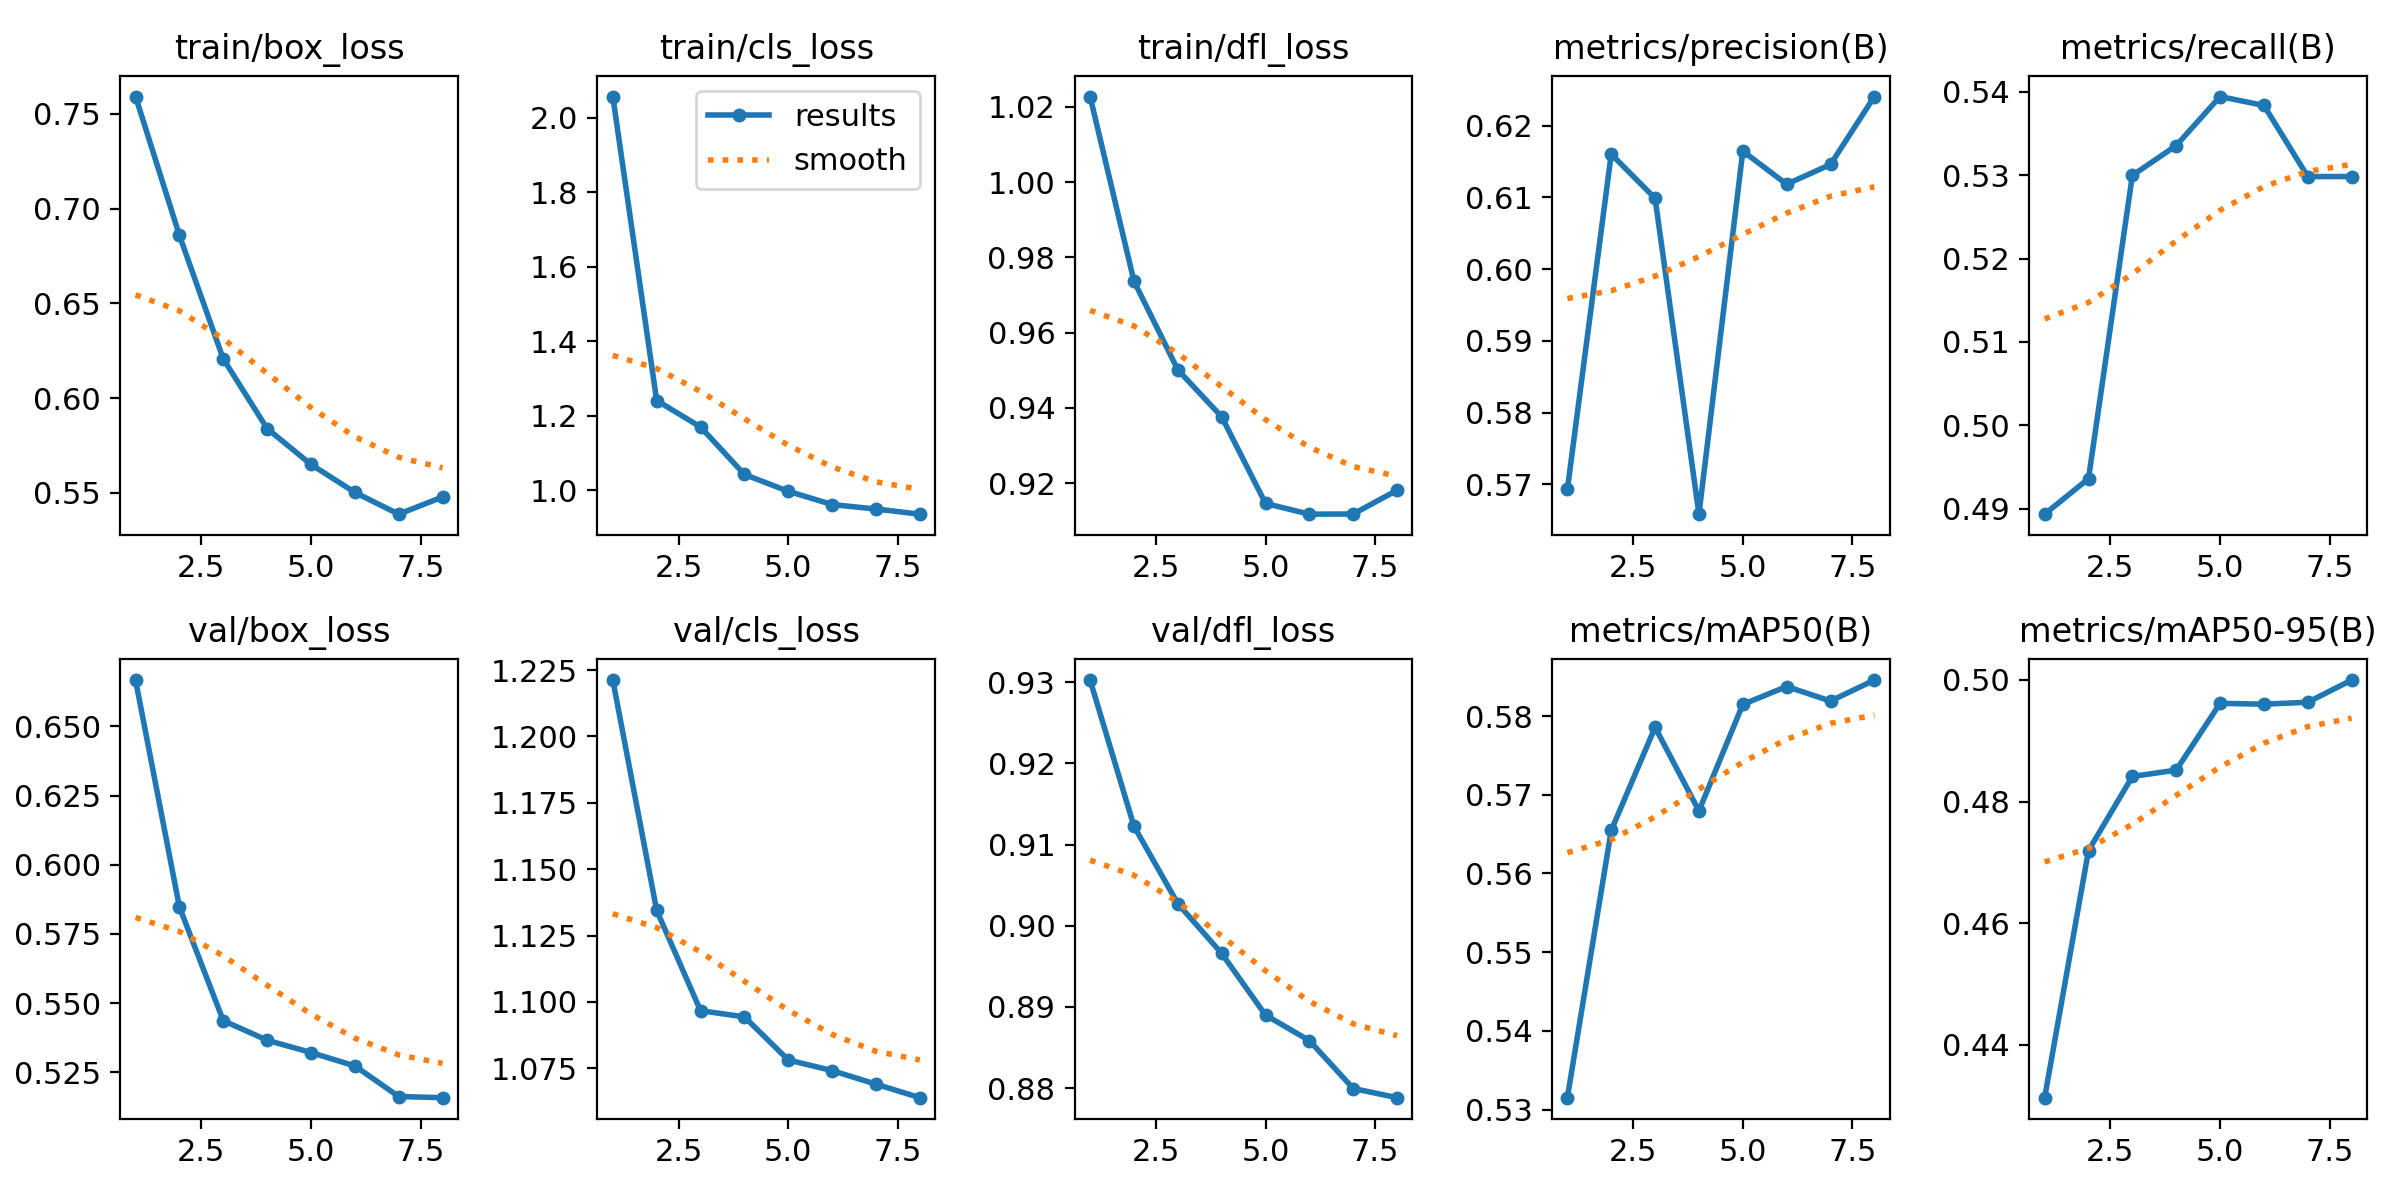 train/box_loss
0.75
0.70
0.65
0.60
0.55
2.5 5.0 7.5
train/cls_loss
results
smooth
2.0
1.8
1.6
1.4
1.2
1.0
2.5 5.0 7.5
train/dfl_loss
1.02
1.00
0.98
0.96
0.94
0.92
2.5 5.0 7.5
metrics/precision(B)
0.62
0.61
0.60
0.59
0.58
0.57
2.5 5.0 7.5
metrics/recall(B)
0.54
0.53
0.52
0.51
0.50
0.49
2.5 5.0 7.5
val/box_loss
0.650
0.625
0.600
0.575
0.550
0.525
2.5 5.0 7.5
val/cls_loss
1.225
1.200
1.175
1.150
1.125
1.100
1.075
2.5 5.0 7.5
val/dfl_loss
0.93
0.92
0.91
0.90
0.89
0.88
2.5 5.0 7.5
metrics/mAP50(B)
0.58
0.57
0.56
0.55
0.54
0.53
2.5 5.0 7.5
metrics/mAP50-95(B)
0.50
0.48
0.46
0.44
2.5 5.0 7.5